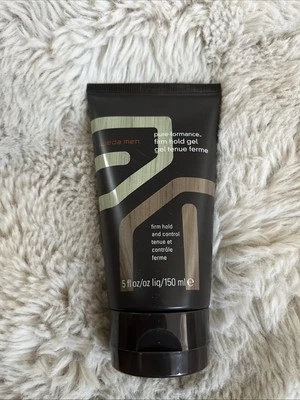 aveda men
pure-formance™
firm hold gel
gel tenue ferme
firm hold
and control
tenue et
contrôle
ferme
5 fl oz/oz liq/150 ml ℮